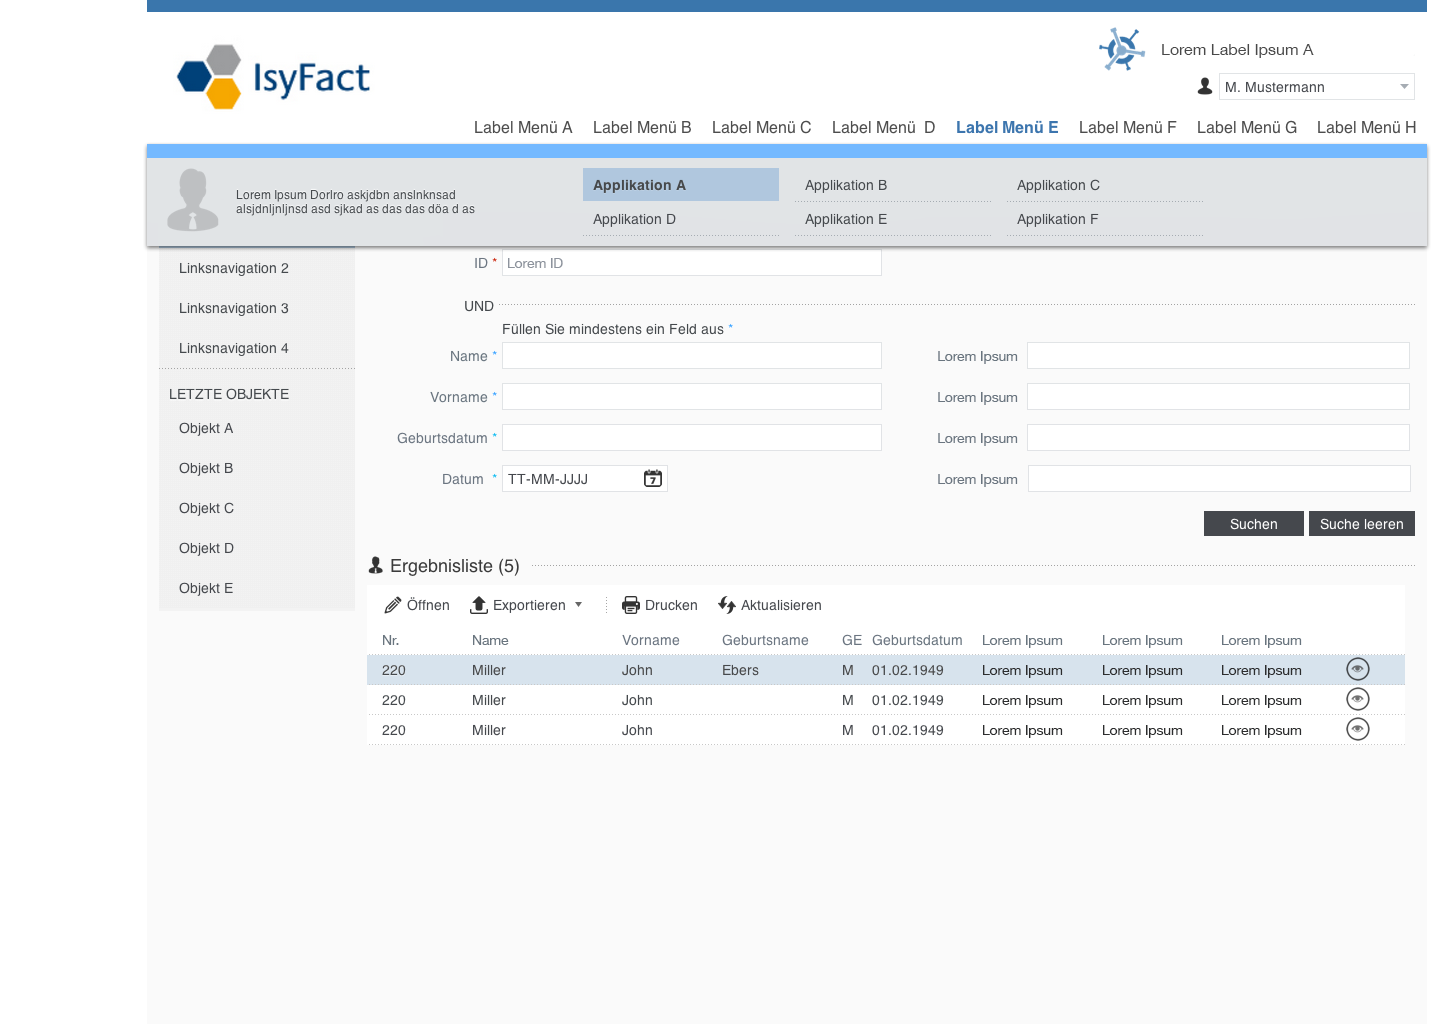 IsyFact
Lorem Label Ipsum A
M. Mustermann
Label Menü A Label Menü B Label Menü C Label Menü  D Label Menü E Label Menü F Label Menü G Label Menü H
Lorem Ipsum Dorlro askjdbn anslnknsad
alsjdnljnljnsd asd sjkad as das das döa d as
Applikation A Applikation B Applikation C
Applikation D Applikation E Applikation F
Linksnavigation 2
Linksnavigation 3
Linksnavigation 4
LETZTE OBJEKTE
Objekt A
Objekt B
Objekt C
Objekt D
Objekt E
ID * Lorem ID
UND
Füllen Sie mindestens ein Feld aus *
Name * Lorem Ipsum
Vorname * Lorem Ipsum
Geburtsdatum * Lorem Ipsum
Datum * TT-MM-JJJJ 7 Lorem Ipsum
Suchen Suche leeren
Ergebnisliste (5)
Öffnen Exportieren Drucken Aktualisieren
Nr. Name Vorname Geburtsname GE Geburtsdatum Lorem Ipsum Lorem Ipsum Lorem Ipsum
220 Miller John Ebers M 01.02.1949 Lorem Ipsum Lorem Ipsum Lorem Ipsum
220 Miller John M 01.02.1949 Lorem Ipsum Lorem Ipsum Lorem Ipsum
220 Miller John M 01.02.1949 Lorem Ipsum Lorem Ipsum Lorem Ipsum